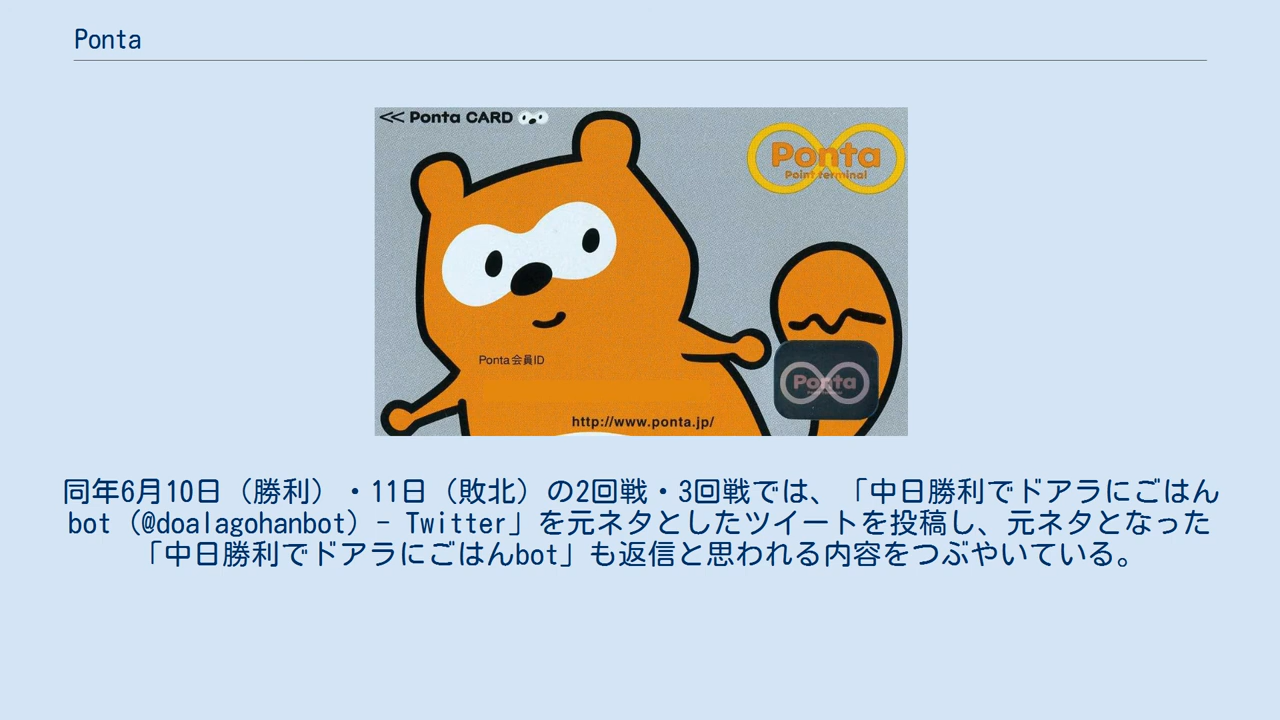 Ponta
<<< Ponta CARD
Ponta
Point terminal
Ponta会員ID
Ponta
http://www.ponta.jp/
同年6月10日（勝利）・11日（敗北）の2回戦・3回戦では、「中日勝利でドアラにごはん
bot（@doalagohanbot）- Twitter」を元ネタとしたツイートを投稿し、元ネタとなった
「中日勝利でドアラにごはんbot」も返信と思われる内容をつぶやいている。